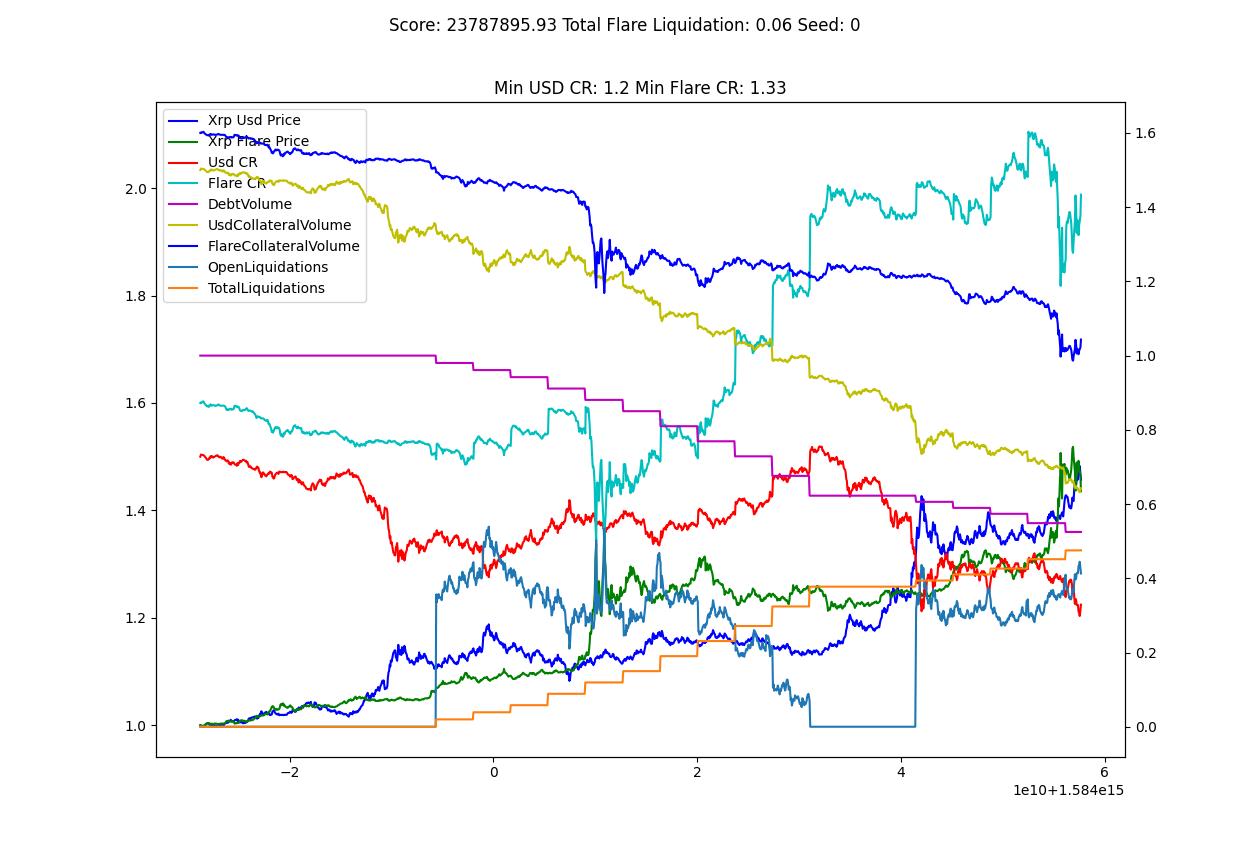 Score: 23787895.93 Total Flare Liquidation: 0.06 Seed: 0
Min USD CR: 1.2 Min Flare CR: 1.33
Xrp Usd Price
Xrp Flare Price
Usd CR
Flare CR
DebtVolume
UsdCollateralVolume
FlareCollateralVolume
OpenLiquidations
TotalLiquidations
2.0
1.8
1.6
1.4
1.2
1.0
1.6
1.4
1.2
1.0
0.8
0.6
0.4
0.2
0.0
−2 0 2 4 6
1e10+1.584e15